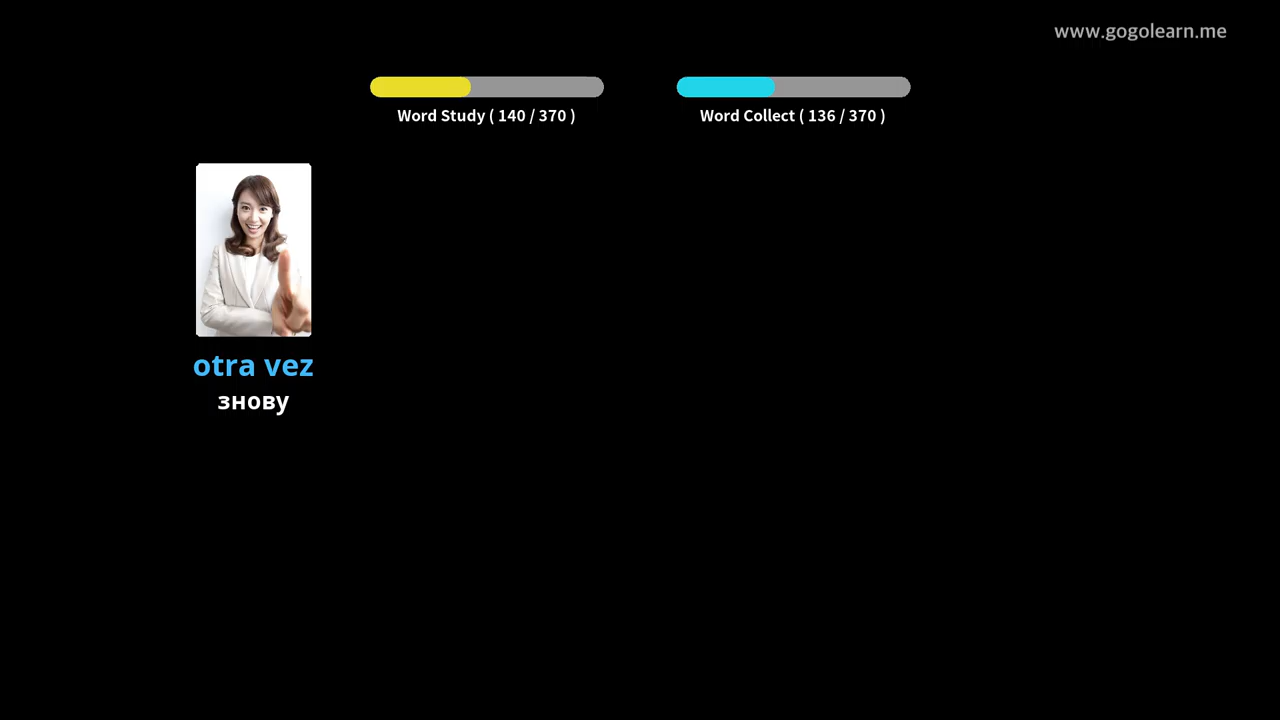 www.gogolearn.me
Word Study ( 140 / 370 )
Word Collect ( 136 / 370 )
otra vez
знову